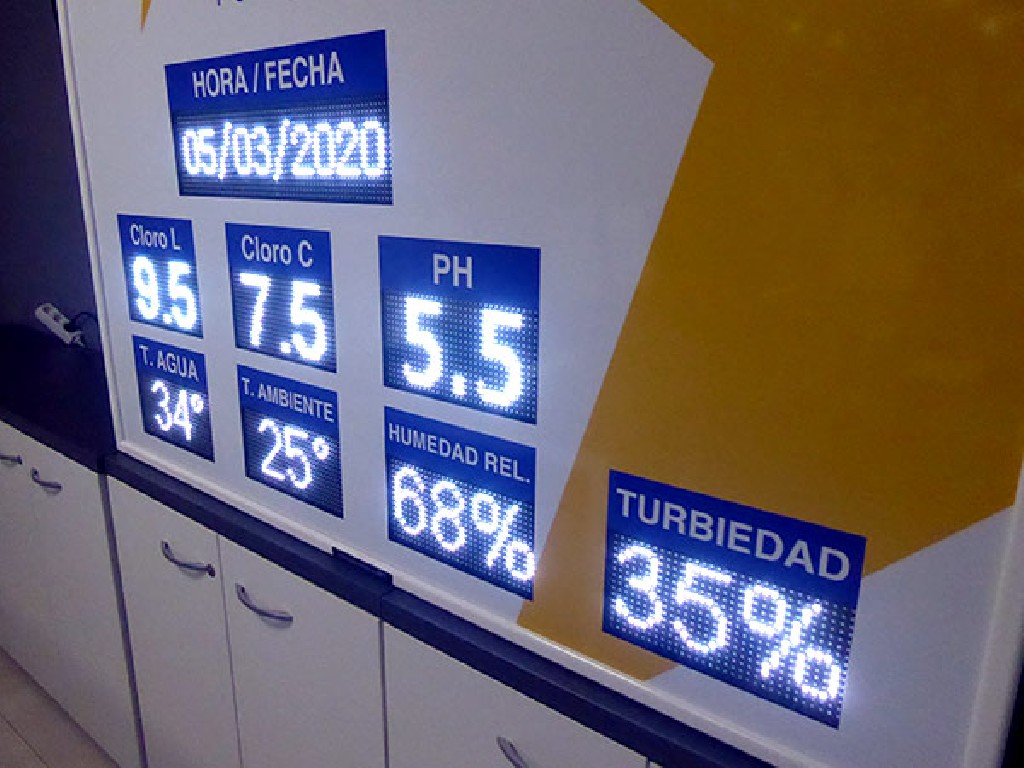 HORA / FECHA
05/03/2020
Cloro L
9.5
Cloro C
7.5
PH
5.5
T. AGUA
34°
T. AMBIENTE
25°
HUMEDAD REL.
68%
TURBIEDAD
35%